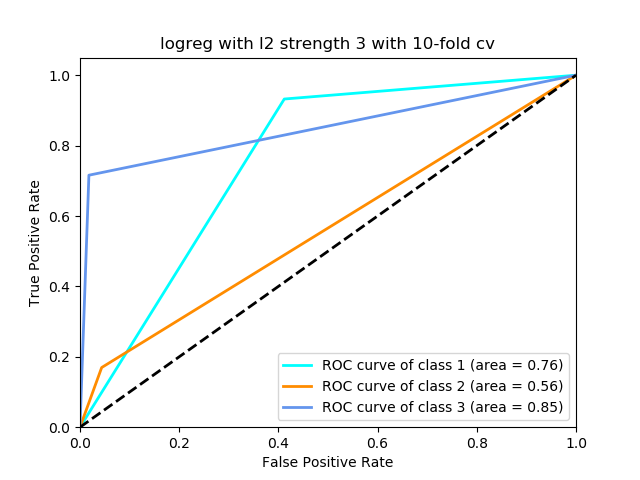 logreg with l2 strength 3 with 10-fold cv
True Positive Rate
1.0
0.8
0.6
0.4
0.2
0.0
ROC curve of class 1 (area = 0.76)
ROC curve of class 2 (area = 0.56)
ROC curve of class 3 (area = 0.85)
0.0 0.2 0.4 0.6 0.8 1.0
False Positive Rate